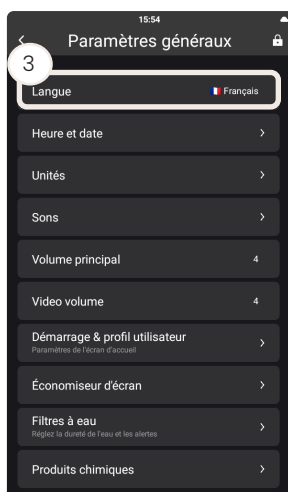 15:54
Paramètres généraux
3
Langue Français
Heure et date
Unités
Sons
Volume principal 4
Video volume 4
Démarrage & profil utilisateur
Paramètres de l'écran d'accueil
Économiseur d'écran
Filtres à eau
Réglez la dureté de l'eau et les alertes
Produits chimiques